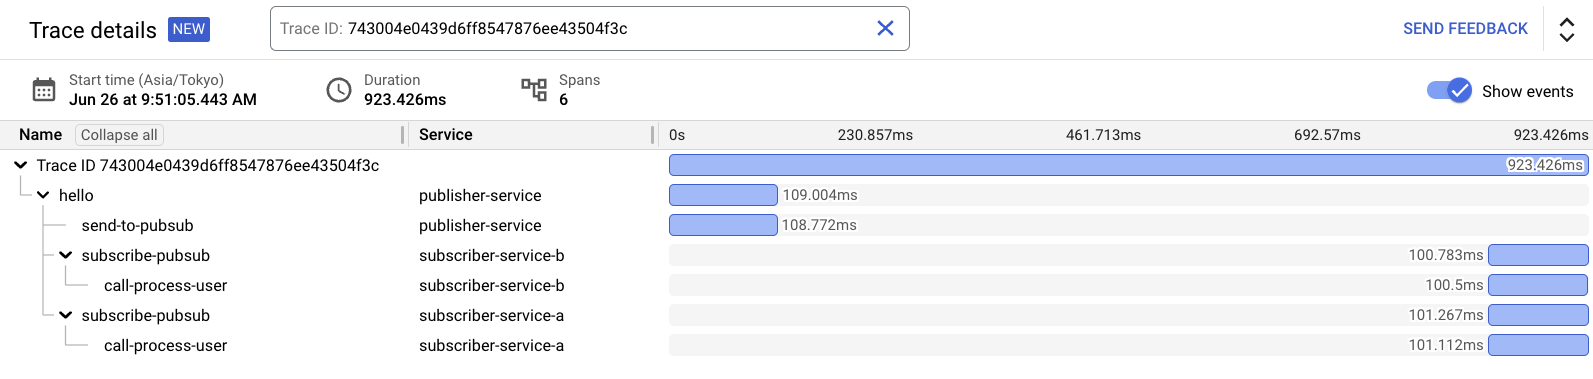 Trace details NEW Trace ID: 743004e0439d6ff8547876ee43504f3c SEND FEEDBACK
Start time (Asia/Tokyo) Duration Spans
Jun 26 at 9:51:05.443 AM 923.426ms 6 Show events
Name Collapse all Service 0s 230.857ms 461.713ms 692.57ms 923.426ms
Trace ID 743004e0439d6ff8547876ee43504f3c 923.426ms
hello publisher-service 109.004ms
send-to-pubsub publisher-service 108.772ms
subscribe-pubsub subscriber-service-b 100.783ms
call-process-user subscriber-service-b 100.5ms
subscribe-pubsub subscriber-service-a 101.267ms
call-process-user subscriber-service-a 101.112ms